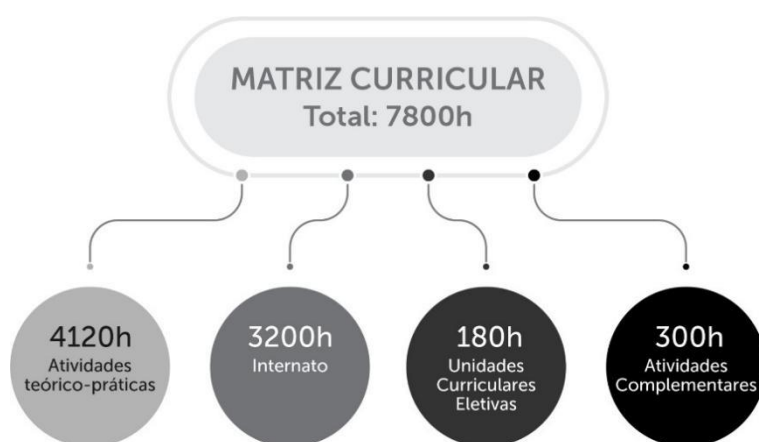 MATRIZ CURRICULAR
Total: 7800h
4120h
Atividades
teórico-práticas
3200h
Internato
180h
Unidades
Curriculares
Eletivas
300h
Atividades
Complementares